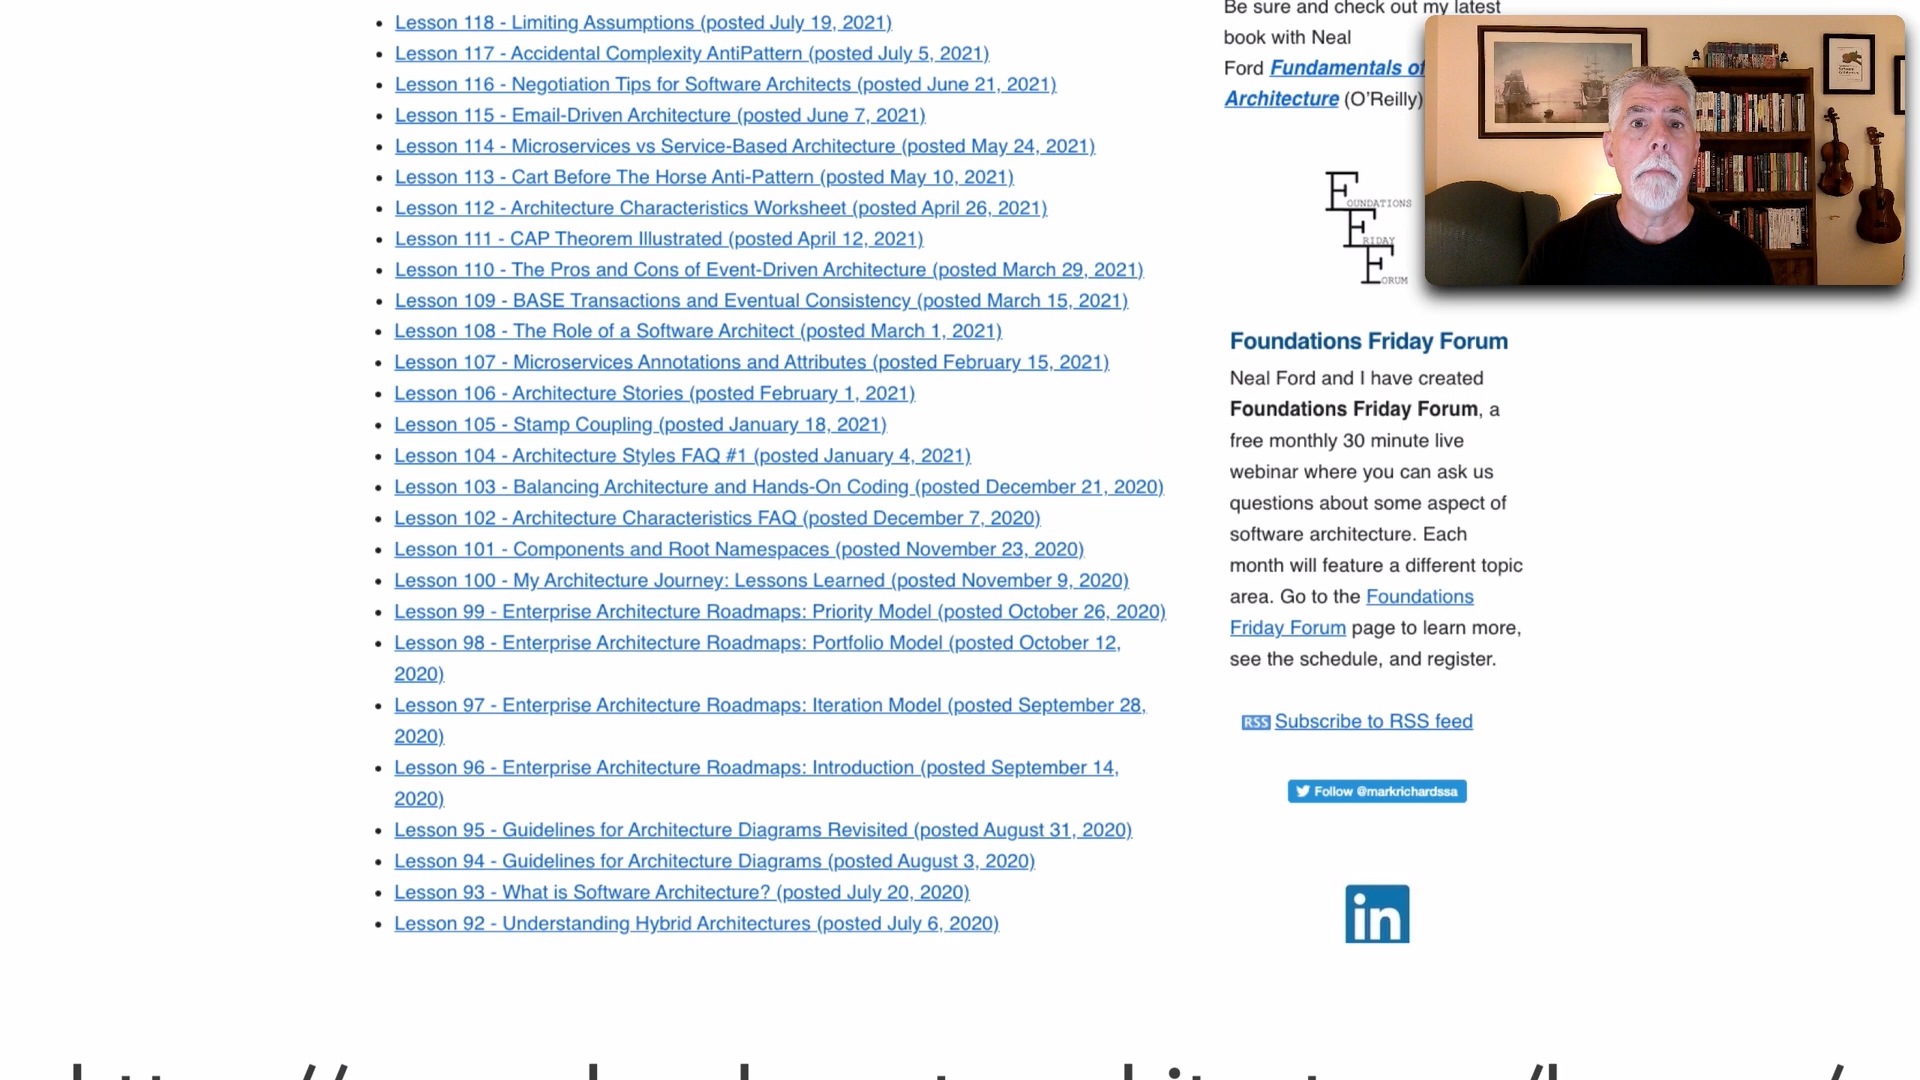 Lesson 118 - Limiting Assumptions (posted July 19, 2021)
Lesson 117 - Accidental Complexity AntiPattern (posted July 5, 2021)
Lesson 116 - Negotiation Tips for Software Architects (posted June 21, 2021)
Lesson 115 - Email-Driven Architecture (posted June 7, 2021)
Lesson 114 - Microservices vs Service-Based Architecture (posted May 24, 2021)
Lesson 113 - Cart Before The Horse Anti-Pattern (posted May 10, 2021)
Lesson 112 - Architecture Characteristics Worksheet (posted April 26, 2021)
Lesson 111 - CAP Theorem Illustrated (posted April 12, 2021)
Lesson 110 - The Pros and Cons of Event-Driven Architecture (posted March 29, 2021)
Lesson 109 - BASE Transactions and Eventual Consistency (posted March 15, 2021)
Lesson 108 - The Role of a Software Architect (posted March 1, 2021)
Lesson 107 - Microservices Annotations and Attributes (posted February 15, 2021)
Lesson 106 - Architecture Stories (posted February 1, 2021)
Lesson 105 - Stamp Coupling (posted January 18, 2021)
Lesson 104 - Architecture Styles FAQ #1 (posted January 4, 2021)
Lesson 103 - Balancing Architecture and Hands-On Coding (posted December 21, 2020)
Lesson 102 - Architecture Characteristics FAQ (posted December 7, 2020)
Lesson 101 - Components and Root Namespaces (posted November 23, 2020)
Lesson 100 - My Architecture Journey: Lessons Learned (posted November 9, 2020)
Lesson 99 - Enterprise Architecture Roadmaps: Priority Model (posted October 26, 2020)
Lesson 98 - Enterprise Architecture Roadmaps: Portfolio Model (posted October 12,
2020)
Lesson 97 - Enterprise Architecture Roadmaps: Iteration Model (posted September 28,
2020)
Lesson 96 - Enterprise Architecture Roadmaps: Introduction (posted September 14,
2020)
Lesson 95 - Guidelines for Architecture Diagrams Revisited (posted August 31, 2020)
Lesson 94 - Guidelines for Architecture Diagrams (posted August 3, 2020)
Lesson 93 - What is Software Architecture? (posted July 20, 2020)
Lesson 92 - Understanding Hybrid Architectures (posted July 6, 2020)
Be sure and check out my latest
book with Neal
Ford Fundamentals of
Architecture (O'Reilly)
FOUNDATIONS
FRIDAY
FORUM
Foundations Friday Forum
Neal Ford and I have created
Foundations Friday Forum, a
free monthly 30 minute live
webinar where you can ask us
questions about some aspect of
software architecture. Each
month will feature a different topic
area. Go to the Foundations
Friday Forum page to learn more,
see the schedule, and register.
RSS Subscribe to RSS feed
Follow @markrichardssa
in